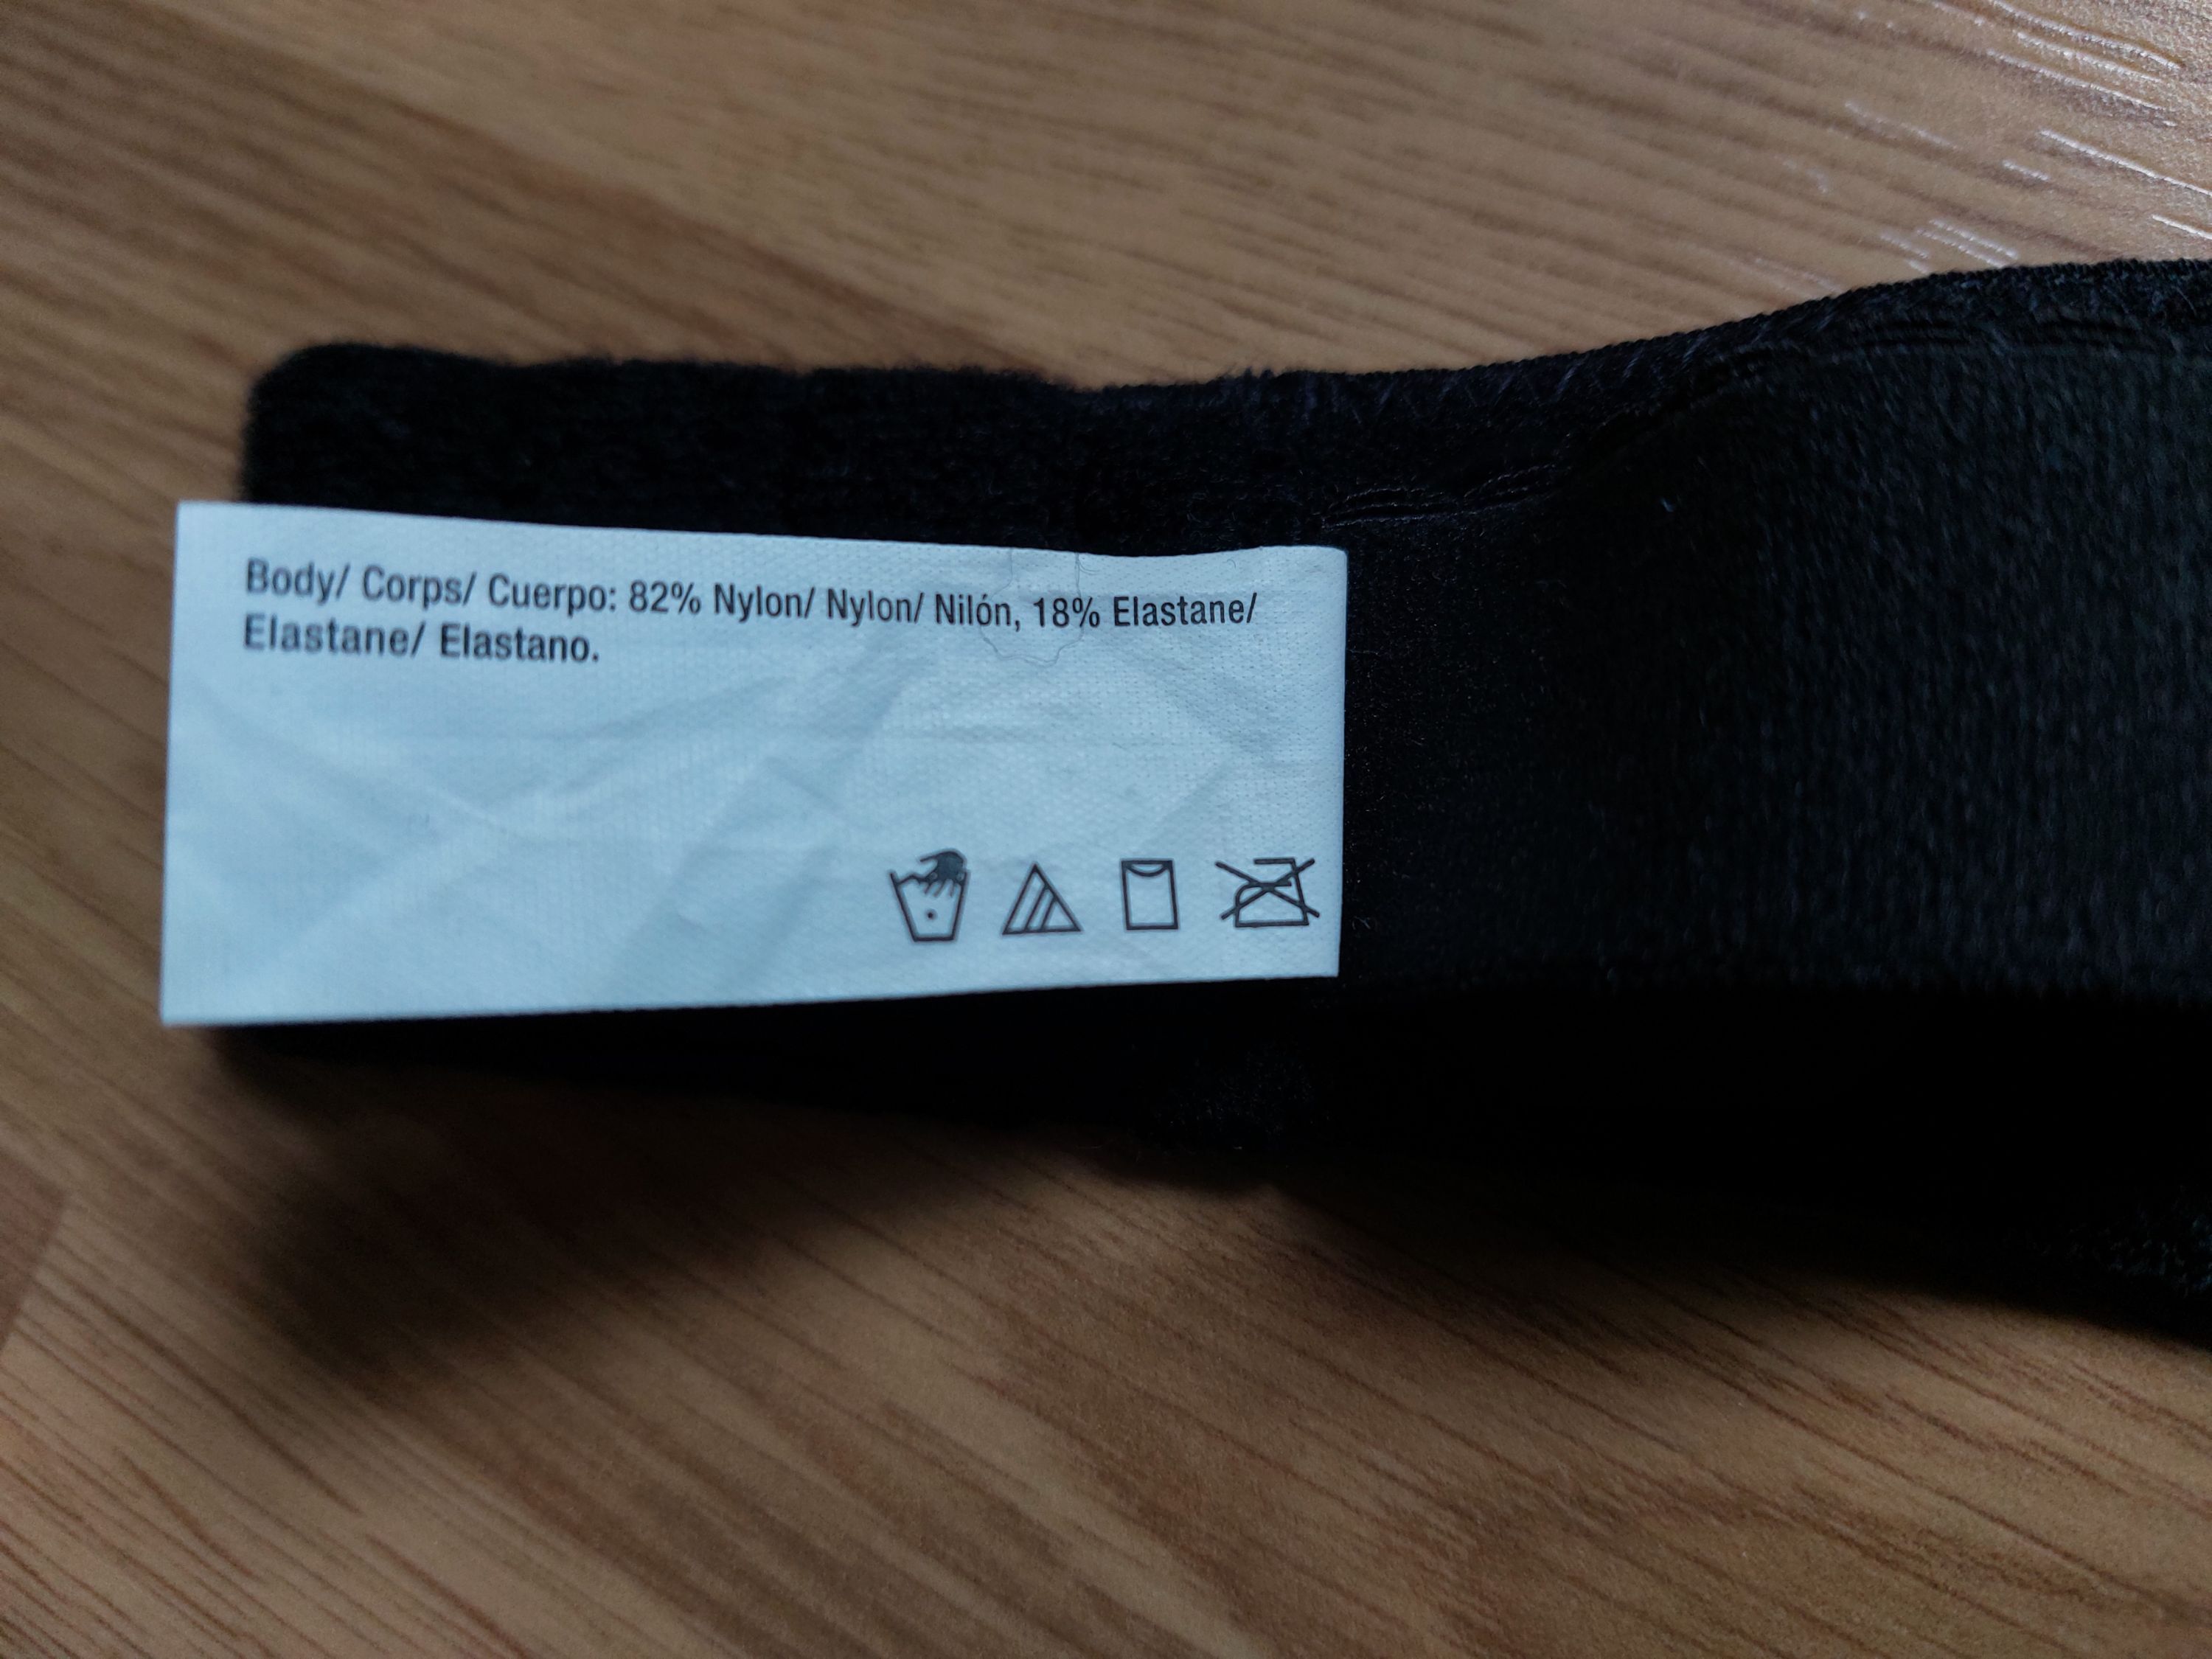 Body/ Corps/ Cuerpo: 82% Nylon/ Nylon/ Nilón, 18% Elastane/
Elastane/ Elastano.